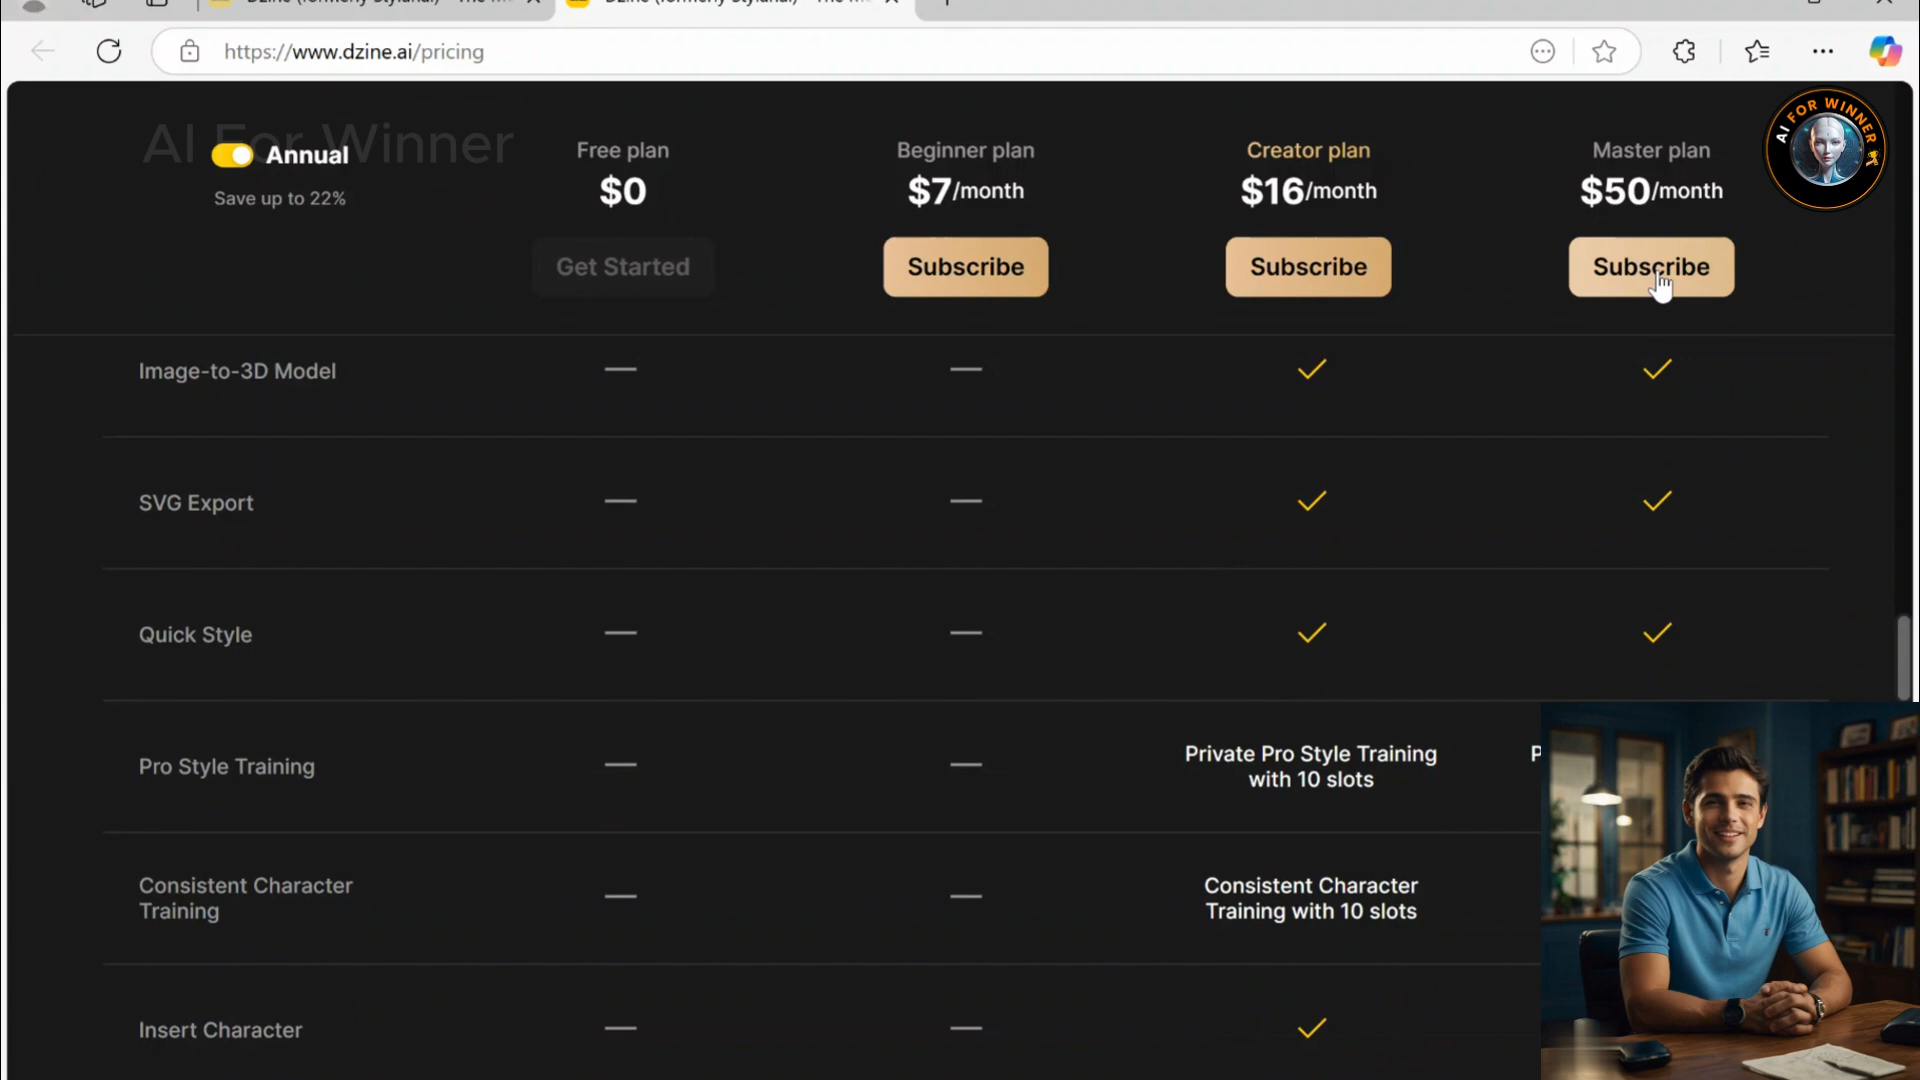 https://www.dzine.ai/pricing
AI For Winner
AI FOR WINNER
Annual
Save up to 22%
Free plan
$0
Get Started
Beginner plan
$7/month
Subscribe
Creator plan
$16/month
Subscribe
Master plan
$50/month
Subscribe
Image-to-3D Model
SVG Export
Quick Style
Pro Style Training
Private Pro Style Training
with 10 slots
P
Consistent Character
Training
Consistent Character
Training with 10 slots
Insert Character